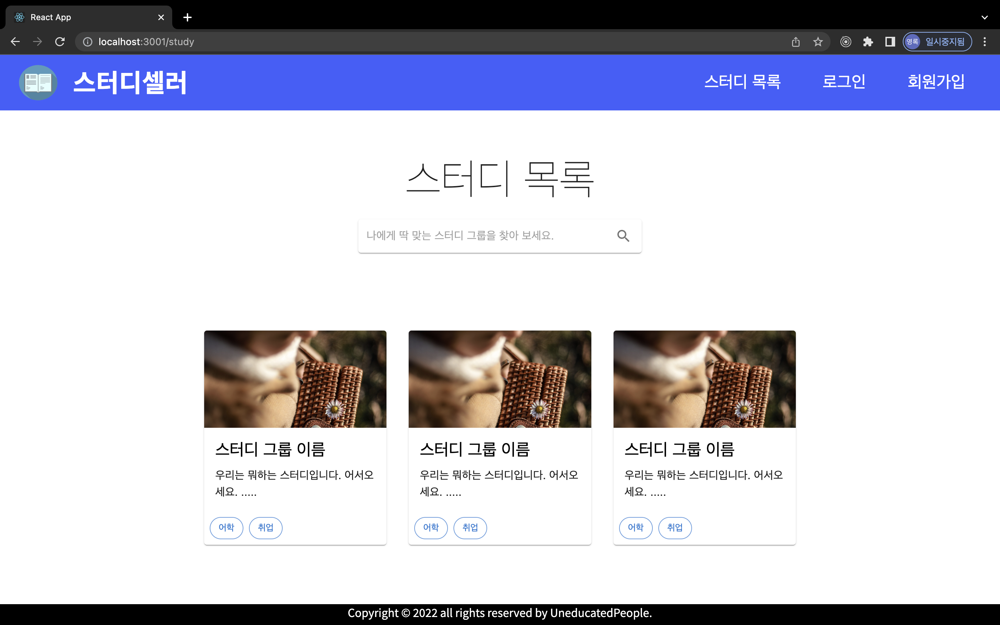 React App
localhost:3001/study
영록 일시중지됨
스터디셀러
스터디 목록 로그인 회원가입
스터디 목록
나에게 딱 맞는 스터디 그룹을 찾아 보세요.
스터디 그룹 이름
우리는 뭐하는 스터디입니다. 어서오
세요. .....
어학 취업
스터디 그룹 이름
우리는 뭐하는 스터디입니다. 어서오
세요. .....
어학 취업
스터디 그룹 이름
우리는 뭐하는 스터디입니다. 어서오
세요. .....
어학 취업
Copyright © 2022 all rights reserved by UneducatedPeople.